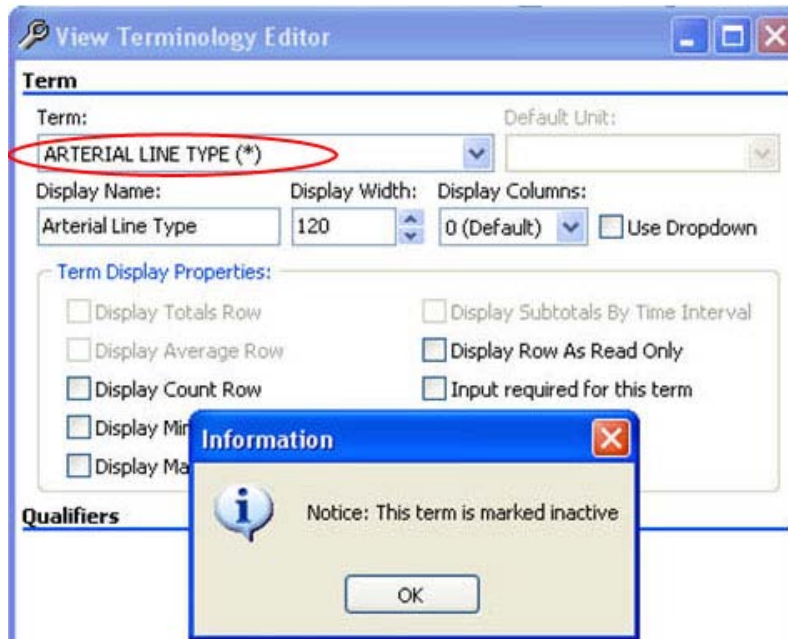 View Terminology Editor
Term
Term:
Default Unit:
ARTERIAL LINE TYPE (*)
Display Name:
Display Width:
Display Columns:
Arterial Line Type
120
0 (Default)
Use Dropdown
Term Display Properties:
Display Totals Row
Display Subtotals By Time Interval
Display Average Row
Display Row As Read Only
Display Count Row
Input required for this term
Display Mi
Display Ma
Information
Notice: This term is marked inactive
OK
Qualifiers